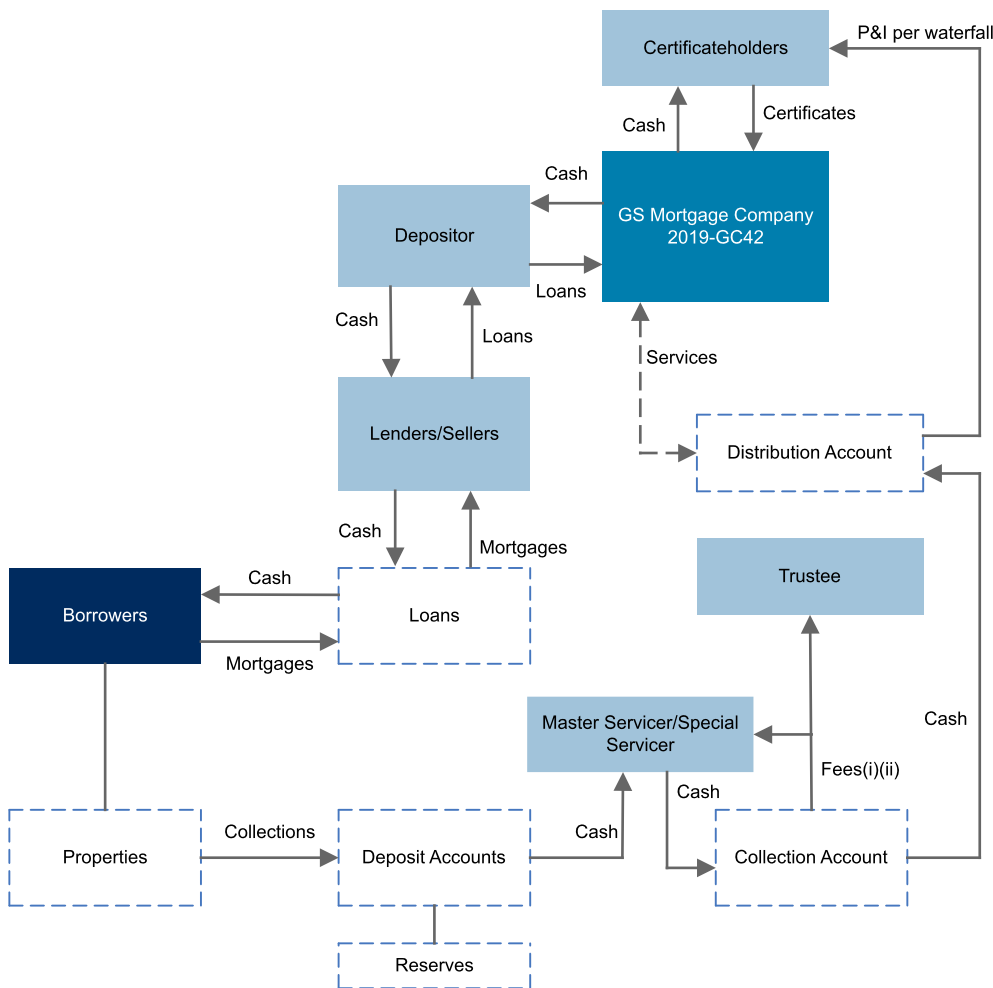 P&I per waterfall
Certificateholders
Cash
Certificates
Cash
GS Mortgage Company
2019-GC42
Depositor
Loans
Cash
Loans
Services
Lenders/Sellers
Distribution Account
Cash
Mortgages
Trustee
Cash
Borrowers
Loans
Mortgages
Master Servicer/Special
Servicer
Cash
Fees(i)(ii)
Cash
Collections
Cash
Properties
Deposit Accounts
Collection Account
Reserves